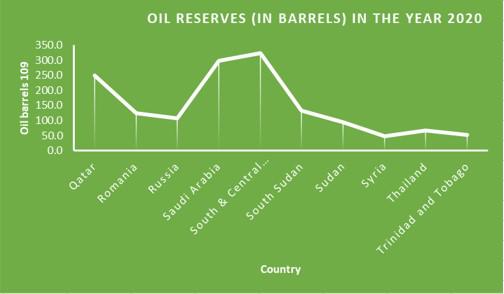 OIL RESERVES (IN BARRELS) IN THE YEAR 2020
Oil barrels 109
350.0
300.0
250.0
200.0
150.0
100.0
50.0
0.0
Qatar
Romania
Russia
Saudi Arabia
South & Central...
South Sudan
Sudan
Syria
Thailand
Trinidad and Tobago
Country